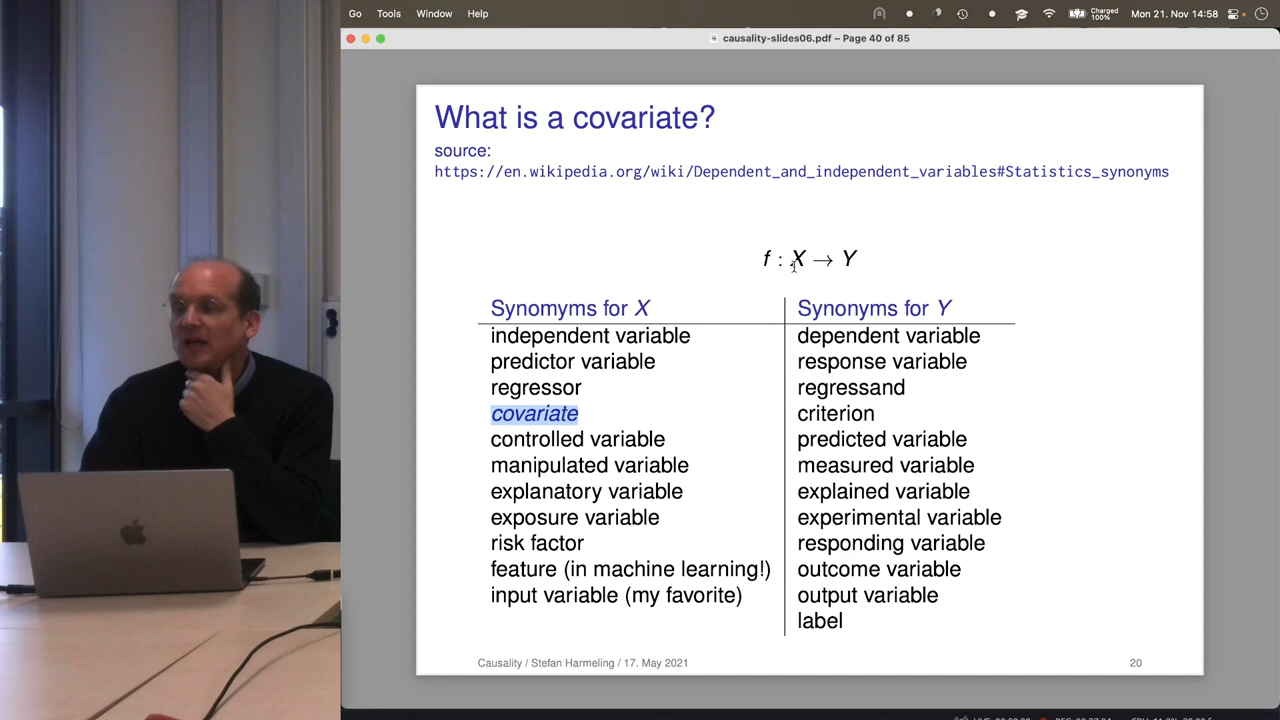 Go Tools Window Help
Charged
100%
Mon 21. Nov 14:58
causality-slides06.pdf – Page 40 of 85
What is a covariate?
source:
https://en.wikipedia.org/wiki/Dependent_and_independent_variables#Statistics_synonyms
f : X → Y
Synomyms for X Synonyms for Y
independent variable dependent variable
predictor variable response variable
regressor regressand
covariate criterion
controlled variable predicted variable
manipulated variable measured variable
explanatory variable explained variable
exposure variable experimental variable
risk factor responding variable
feature (in machine learning!) outcome variable
input variable (my favorite) output variable
label
Causality / Stefan Harmeling / 17. May 2021 20